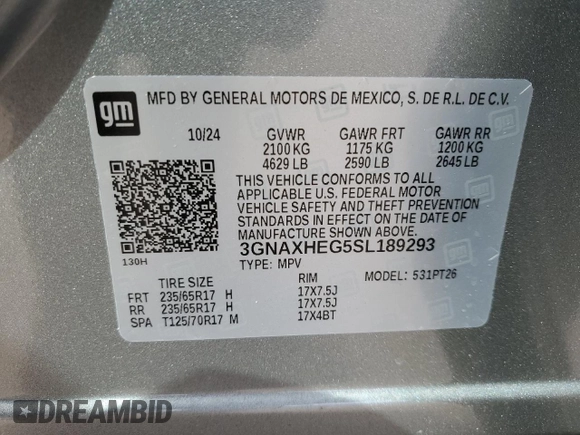 gm
MFD BY GENERAL MOTORS DE MEXICO, S. DE R.L. DE C.V.
10/24 GVWR GAWR FRT GAWR RR
2100 KG 1175 KG 1200 KG
4629 LB 2590 LB 2645 LB
THIS VEHICLE CONFORMS TO ALL
APPLICABLE U.S. FEDERAL MOTOR
VEHICLE SAFETY AND THEFT PREVENTION
STANDARDS IN EFFECT ON THE DATE OF
MANUFACTURE SHOWN ABOVE.
130H 3GNAXHEG5SL189293
TYPE: MPV MODEL: 531PT26
TIRE SIZE RIM
FRT 235/65R17 H 17X7.5J
RR 235/65R17 H 17X7.5J
SPA T125/70R17 M 17X4BT
DREAMBID